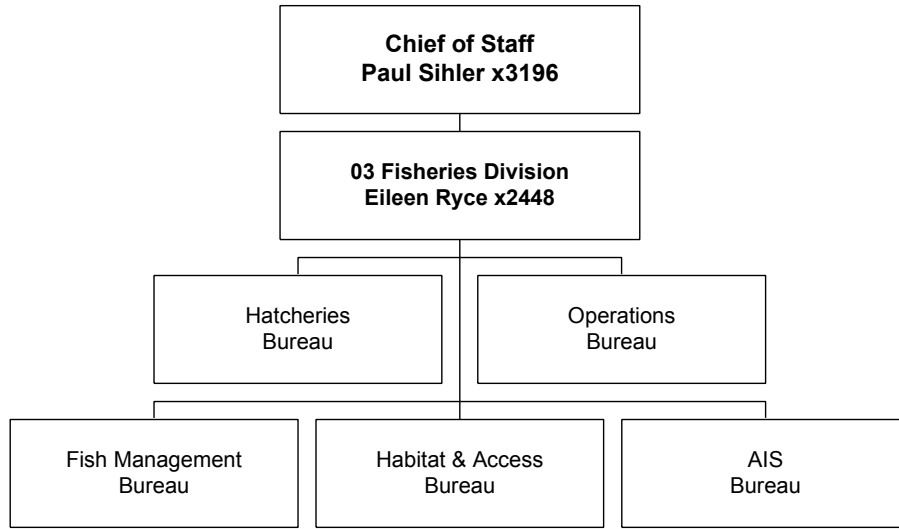 Chief of Staff
Paul Sihler x3196
03 Fisheries Division
Eileen Ryce x2448
Hatcheries
Bureau
Operations
Bureau
Fish Management
Bureau
Habitat & Access
Bureau
AIS
Bureau